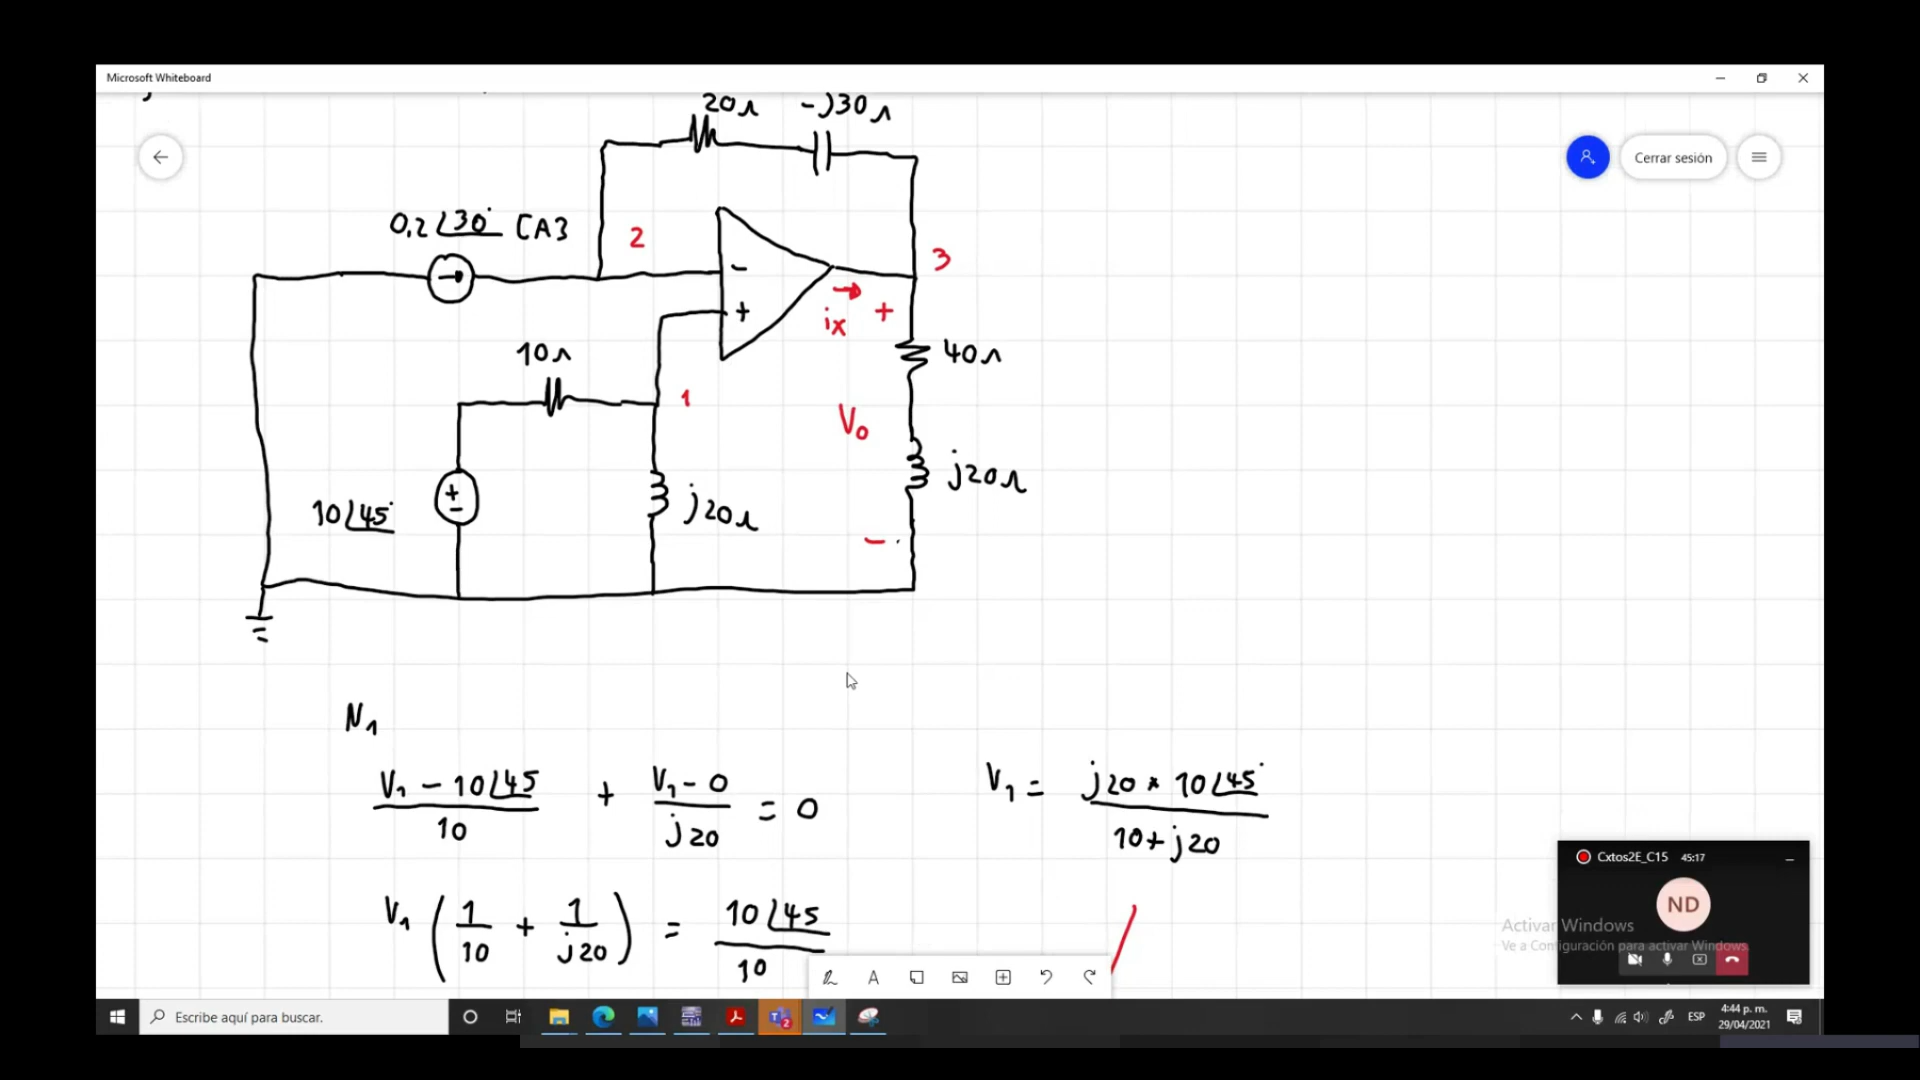 Microsoft Whiteboard
20Ω -j30Ω
Cerrar sesión
0.2∠30° [A]
2
3
-
+
ix +
10Ω
40Ω
1
V₀
+
-
10∠45°
j20Ω
j20Ω
-
N₁
(V₁ - 10∠45)/10 + (V₁ - 0)/j20 = 0
V₁ = (j20 * 10∠45°)/(10+j20)
V₁ (1/10 + 1/j20) = 10∠45/10
Cxtos2E_C15 45:17
ND
Activar Windows
Ve a Configuración para activar Windows.
A
Escribe aquí para buscar.
2
ESP
4:44 p. m.
29/04/2021